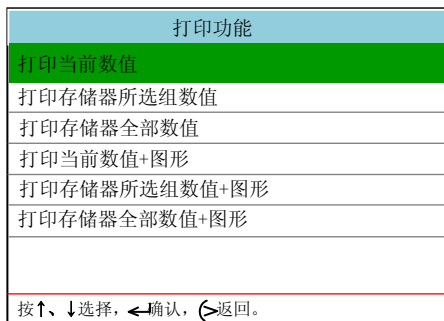 打印功能
打印当前数值
打印存储器所选组数值
打印存储器全部数值
打印当前数值+图形
打印存储器所选组数值+图形
打印存储器全部数值+图形
按↑、↓选择，←确认，返回。